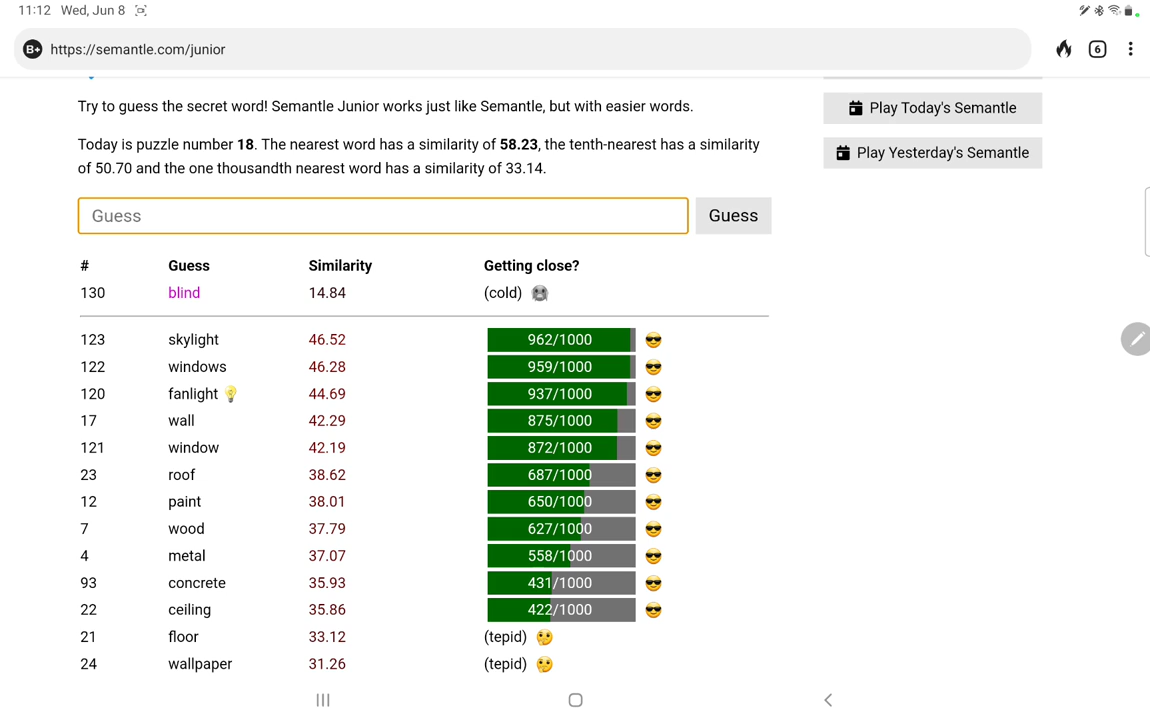 11:12 Wed, Jun 8
B+ https://semantle.com/junior 6
Try to guess the secret word! Semantle Junior works just like Semantle, but with easier words.
Play Today's Semantle
Today is puzzle number 18. The nearest word has a similarity of 58.23, the tenth-nearest has a similarity
of 50.70 and the one thousandth nearest word has a similarity of 33.14.
Play Yesterday's Semantle
Guess Guess
# Guess Similarity Getting close?
130 blind 14.84 (cold)
123 skylight 46.52 962/1000
122 windows 46.28 959/1000
120 fanlight 44.69 937/1000
17 wall 42.29 875/1000
121 window 42.19 872/1000
23 roof 38.62 687/1000
12 paint 38.01 650/1000
7 wood 37.79 627/1000
4 metal 37.07 558/1000
93 concrete 35.93 431/1000
22 ceiling 35.86 422/1000
21 floor 33.12 (tepid)
24 wallpaper 31.26 (tepid)